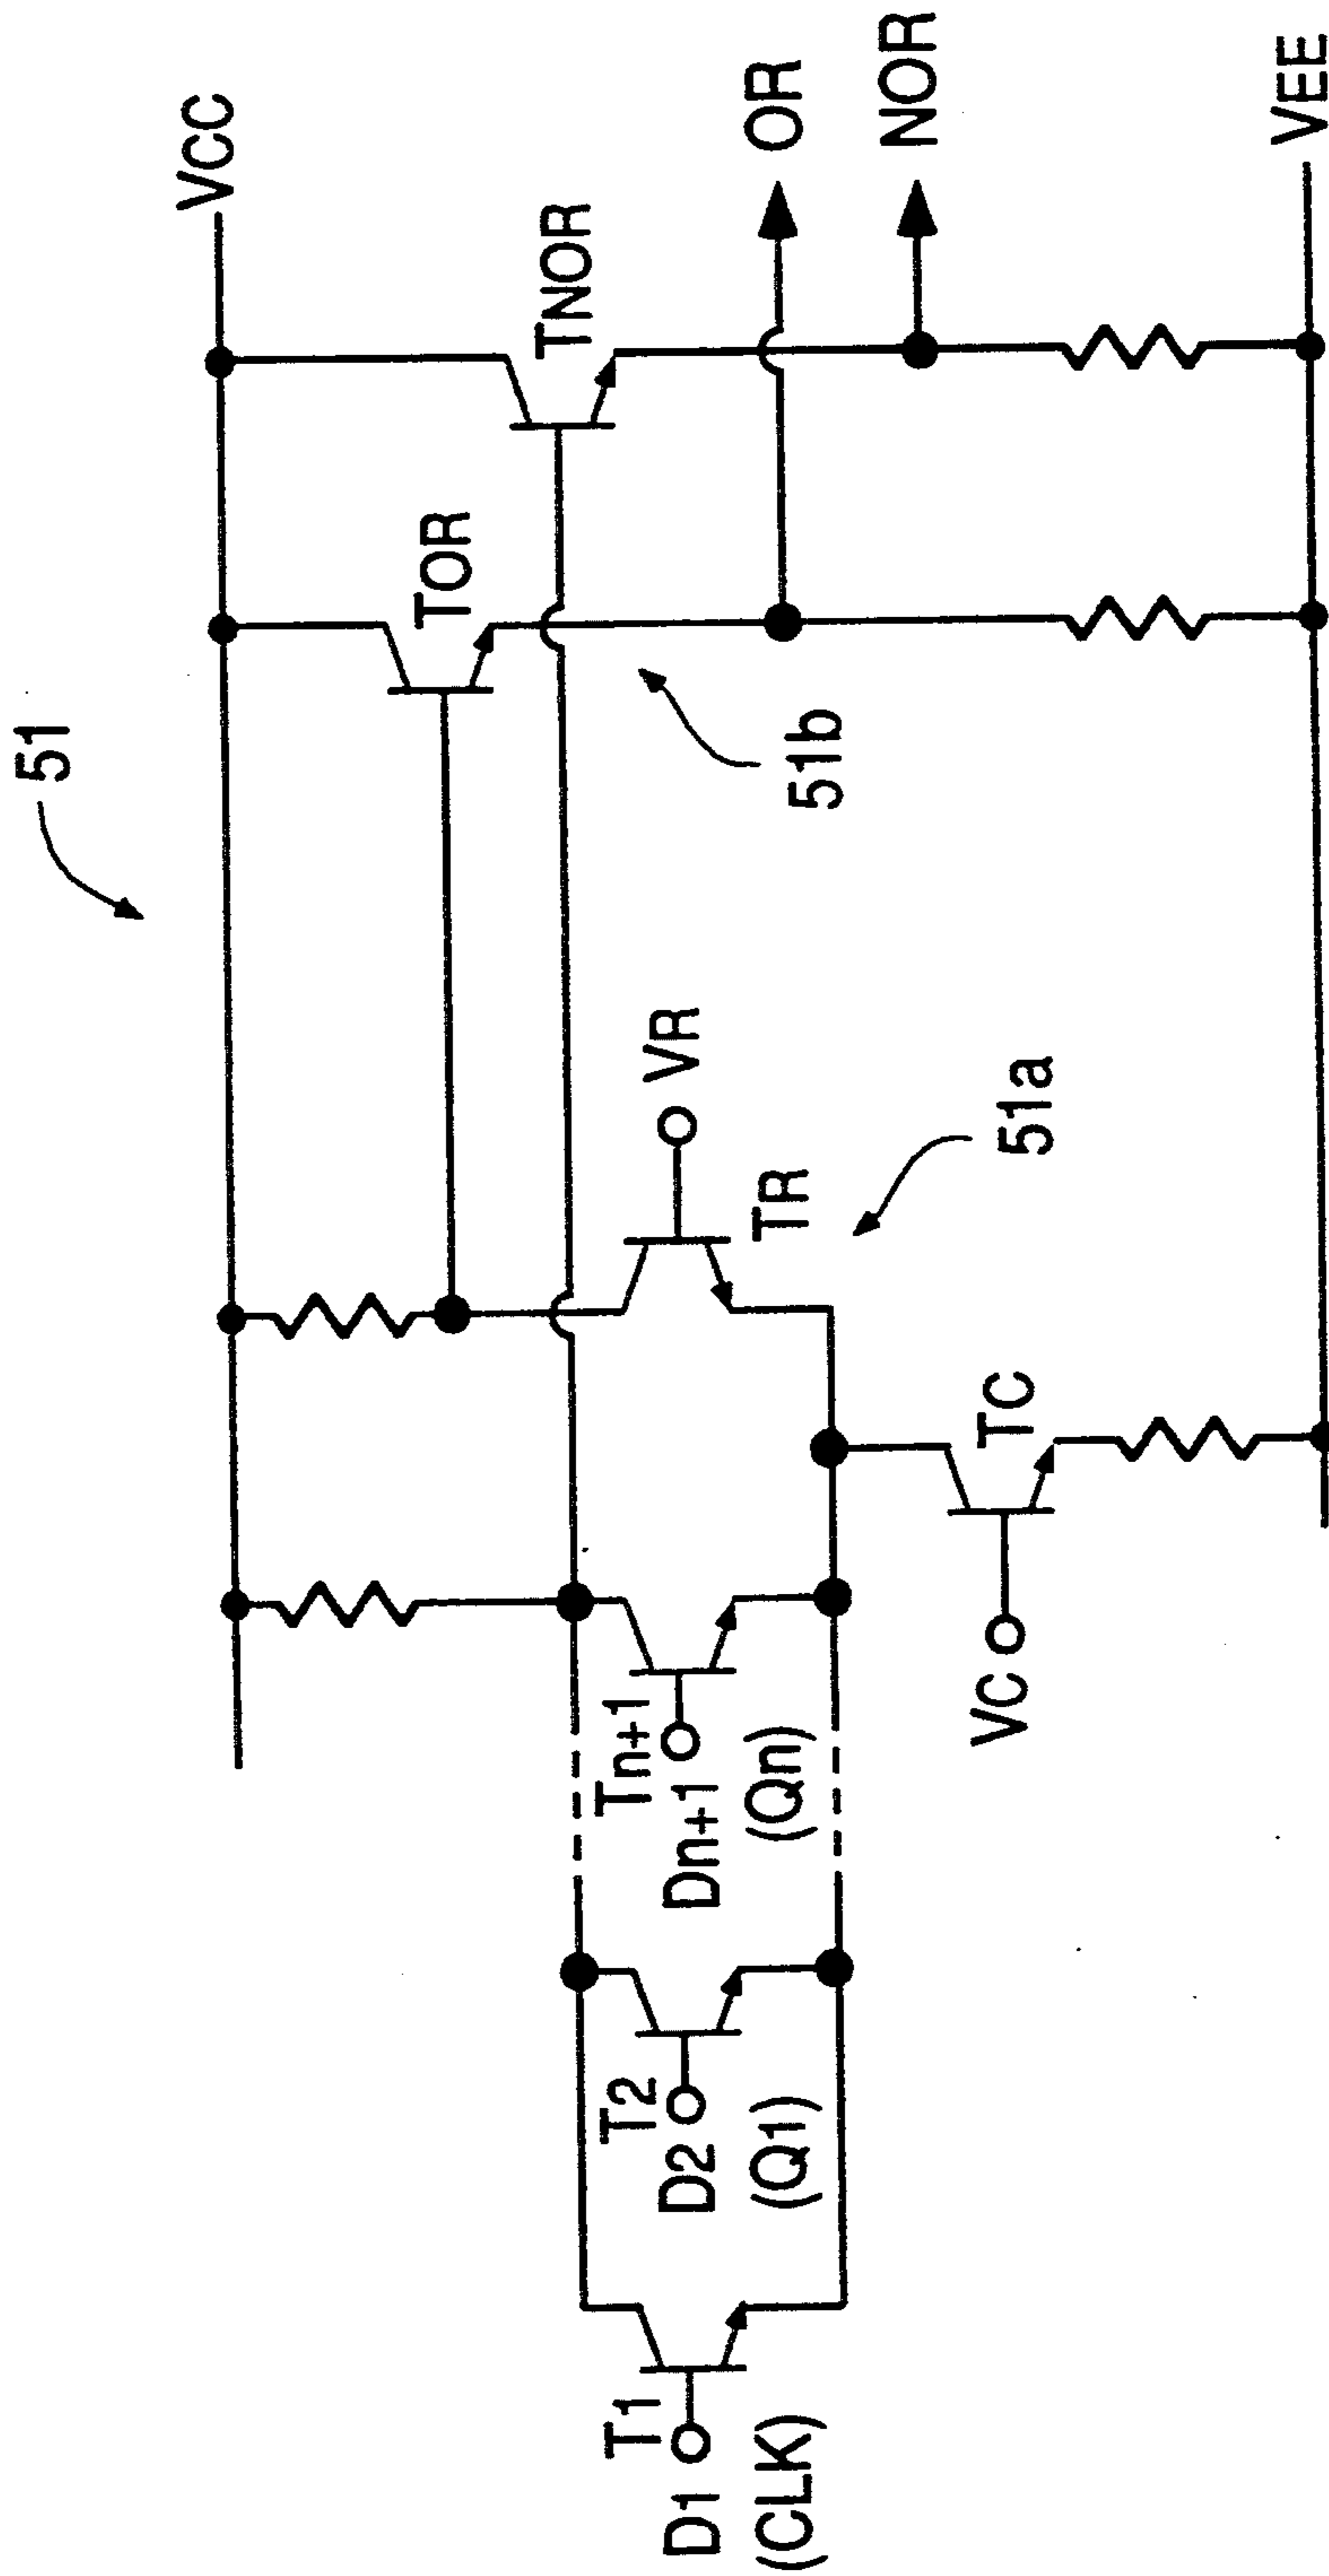 51
VCC
TOR
TNOR
OR
NOR
VEE
51b
VR
TR
51a
T1
D1
(CLK)
T2
D2
(Q1)
Tn+1
Dn+1
(Qn)
VC
TC